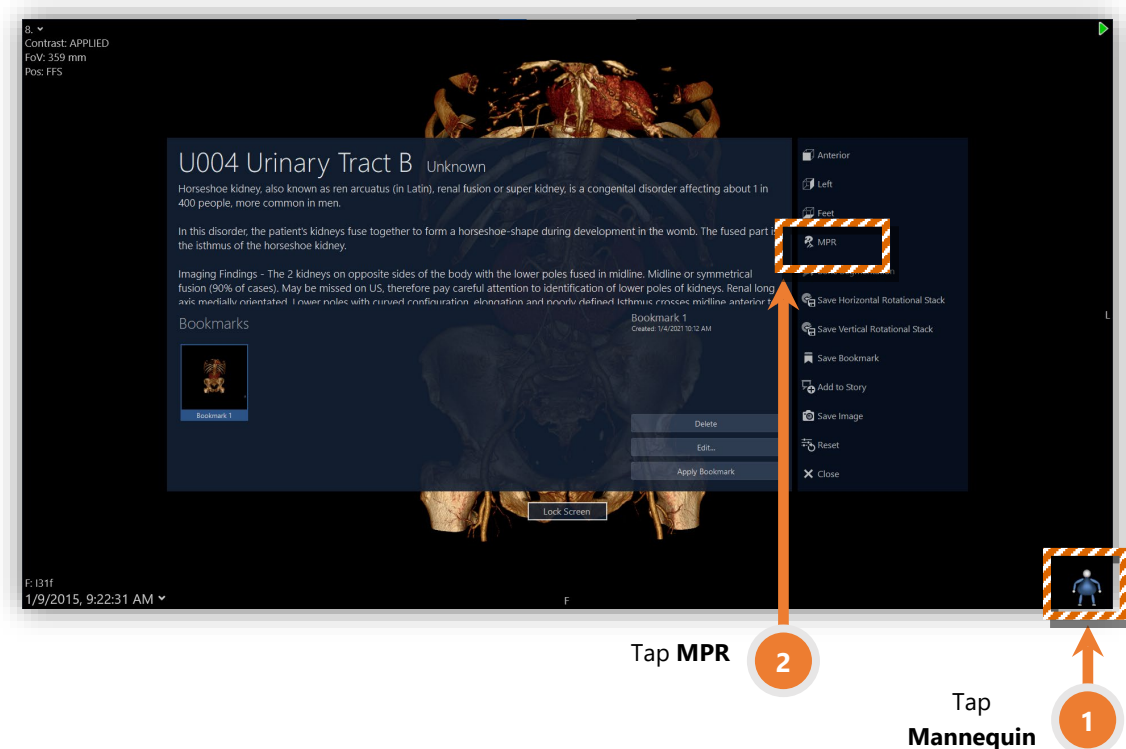 8.
Contrast: APPLIED
FoV: 359 mm
Pos: FFS
U004 Urinary Tract B Unknown
Horseshoe kidney, also known as ren arcuatus (in Latin), renal fusion or super kidney, is a congenital disorder affecting about 1 in
400 people, more common in men.
In this disorder, the patient's kidneys fuse together to form a horseshoe-shape during development in the womb. The fused part is
the isthmus of the horseshoe kidney.
Imaging Findings - The 2 kidneys on opposite sides of the body with the lower poles fused in midline. Midline or symmetrical
fusion (90% of cases). May be missed on US, therefore pay careful attention to identification of lower poles of kidneys. Renal long
axis medially orientated. Lower poles with curved configuration, elongation and poorly defined Isthmus crosses midline anterior t
Bookmarks
Bookmark 1
Bookmark 1
Created: 1/4/2021 10:12 AM
Delete
Edit...
Apply Bookmark
Anterior
Left
Feet
MPR
Save Horizontal Rotational Stack
Save Vertical Rotational Stack
Save Bookmark
Add to Story
Save Image
Reset
Close
L
Lock Screen
F: I31f
1/9/2015, 9:22:31 AM
F
Tap MPR
2
Tap
Mannequin
1